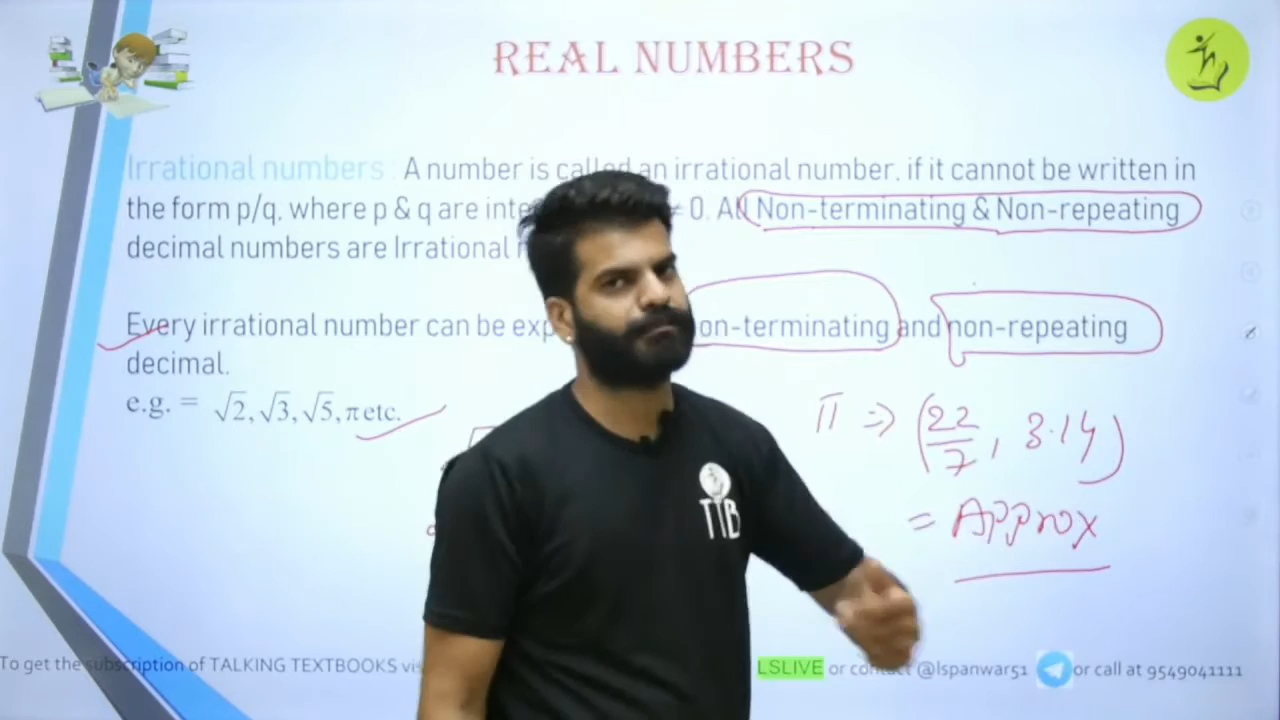 REAL NUMBERS
Irrational numbers : A number is called an irrational number, if it cannot be written in
the form p/q, where p & q are ≠ 0. All Non-terminating & Non-repeating
decimal numbers are Irrational
Every irrational number can be on-terminating and non-repeating
decimal.
e.g. = √2, √3, √5, π etc.
π ⇒ (22/7, 3.14)
= Approx
TTB
To get the subscription of TALKING TEXTBOOKS LSLIVE or contact @lspanwar51 or call at 9549041111